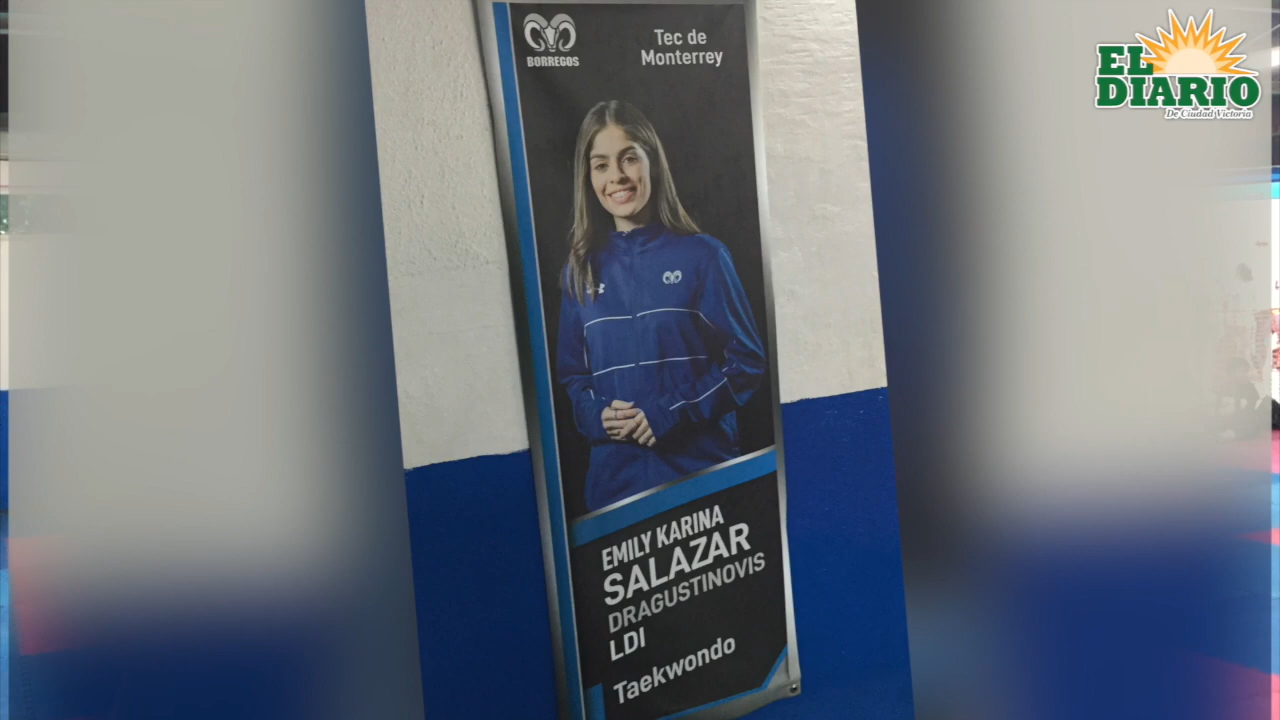 BORREGOS
Tec de
Monterrey
EL
DIARIO
De Ciudad Victoria
EMILY KARINA
SALAZAR
DRAGUSTINOVIS
LDI
Taekwondo